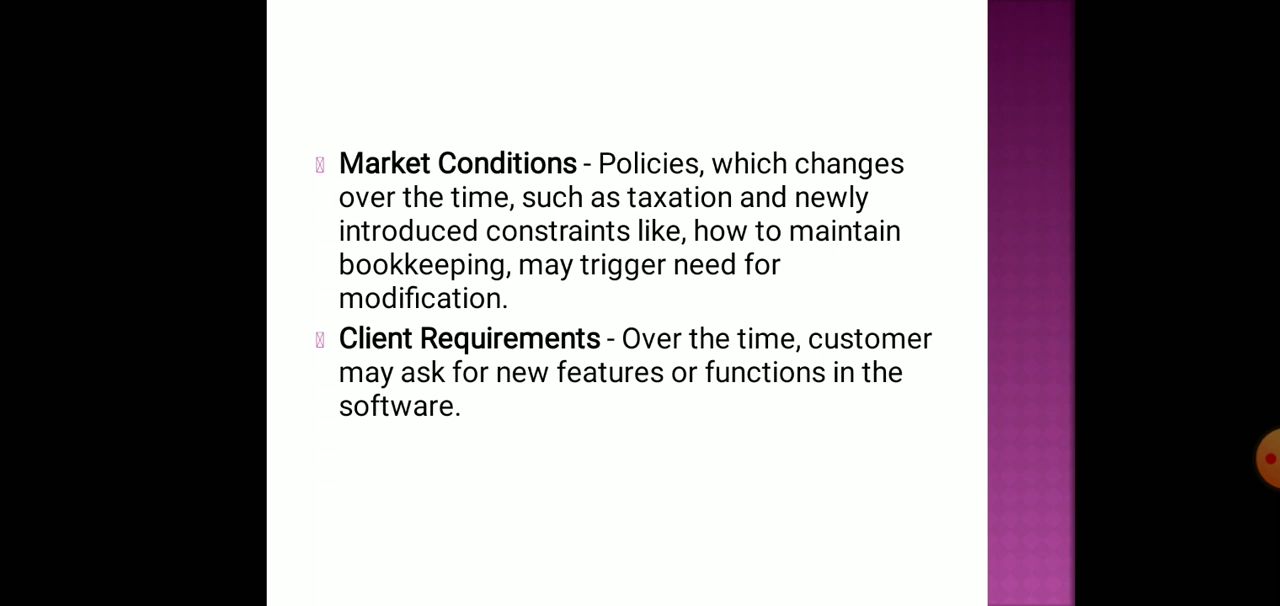 Market Conditions - Policies, which changes
over the time, such as taxation and newly
introduced constraints like, how to maintain
bookkeeping, may trigger need for
modification.
Client Requirements - Over the time, customer
may ask for new features or functions in the
software.